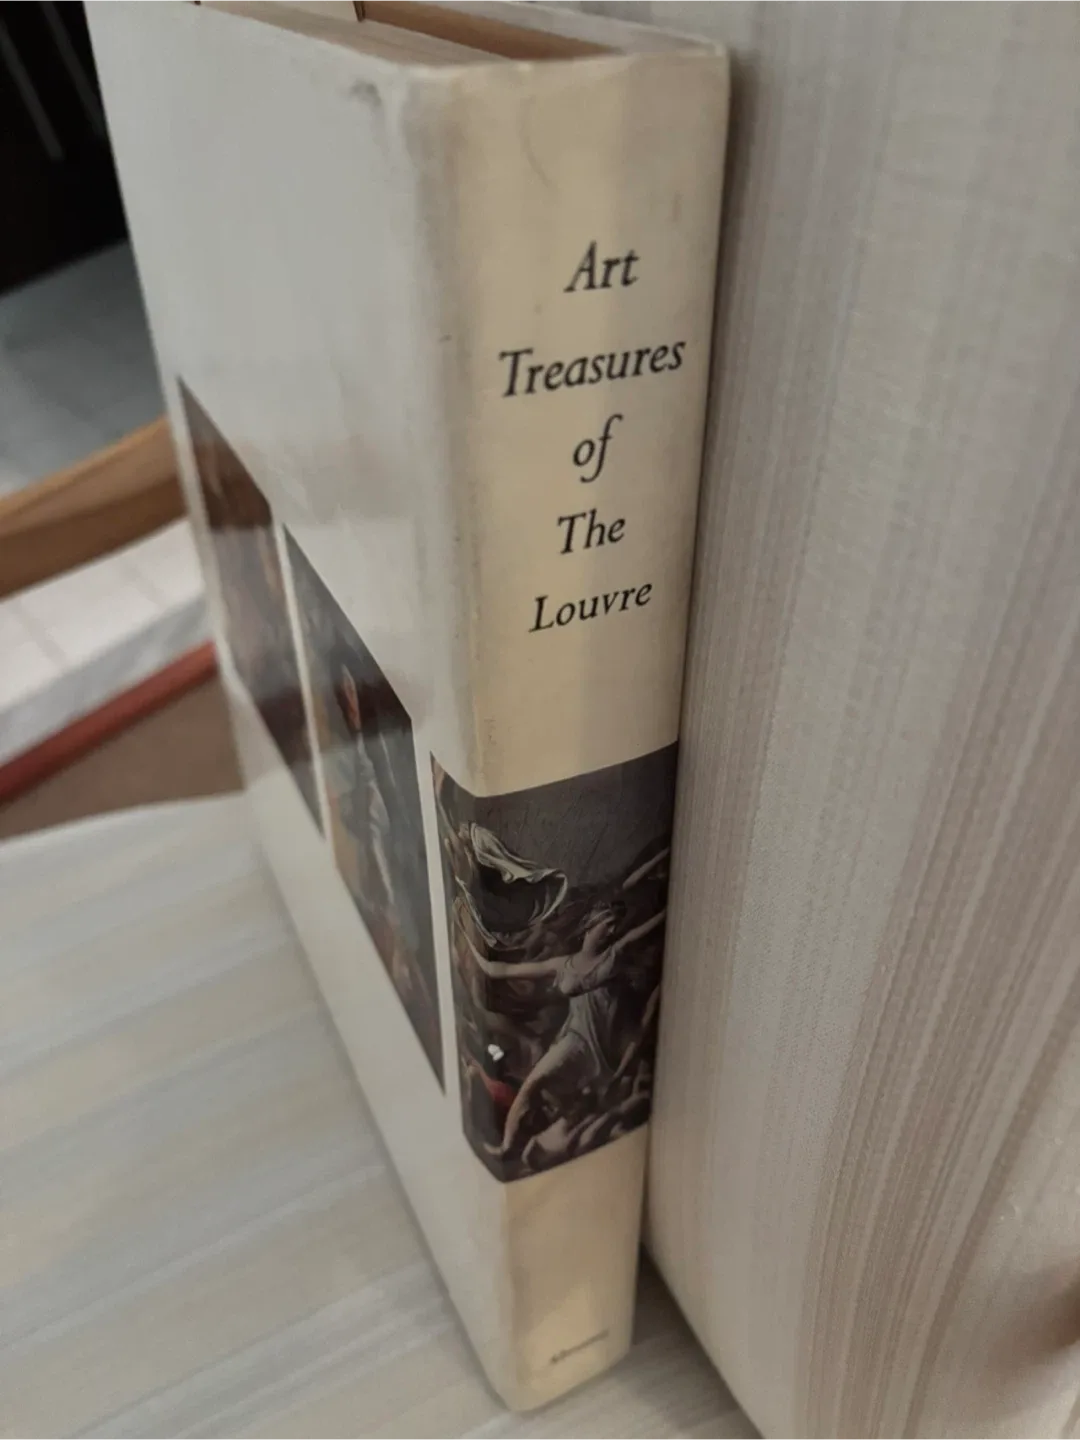 Art
Treasures
of
The
Louvre